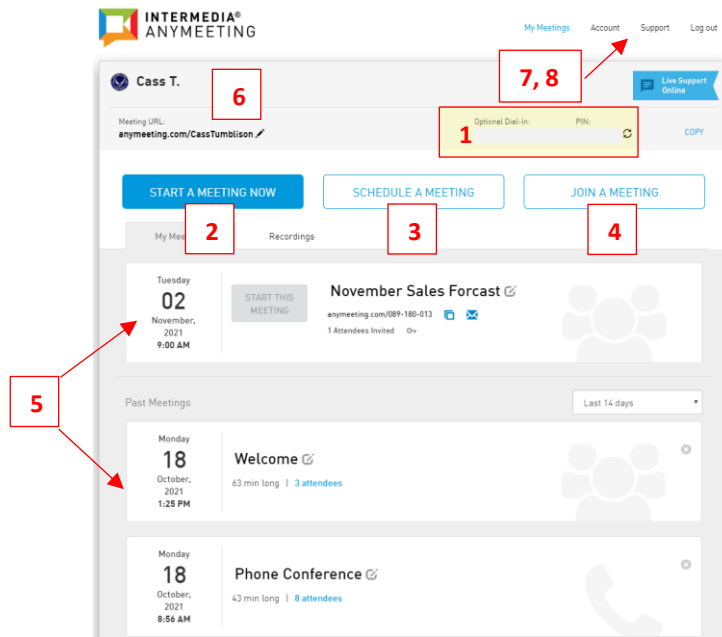 INTERMEDIA®
ANYMEETING
My Meetings Account Support Log out
Cass T.
6
7, 8
Live Support
Online
Meeting URL:
anymeeting.com/CassTumblison
1
Optional Dial-In: PIN:
COPY
START A MEETING NOW SCHEDULE A MEETING JOIN A MEETING
My Mee
2
Recordings
3
4
Tuesday
02
November,
2021
9:00 AM
START THIS
MEETING
November Sales Forcast
anymeeting.com/089-180-013
1 Attendees Invited
5
Past Meetings
Last 14 days
Monday
18
October,
2021
1:25 PM
Welcome
63 min long | 3 attendees
Monday
18
October,
2021
8:56 AM
Phone Conference
43 min long | 8 attendees